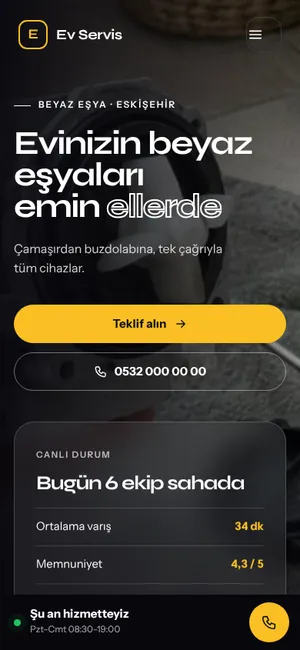 E Ev Servis
BEYAZ EŞYA · ESKİŞEHİR
Evinizin beyaz
eşyaları
emin ellerde
Çamaşırdan buzdolabına, tek çağrıyla
tüm cihazlar.
Teklif alın →
0532 000 00 00
CANLI DURUM
Bugün 6 ekip sahada
Ortalama varış 34 dk
Memnuniyet 4,3 / 5
Şu an hizmetteyiz
Pzt–Cmt 08:30–19:00